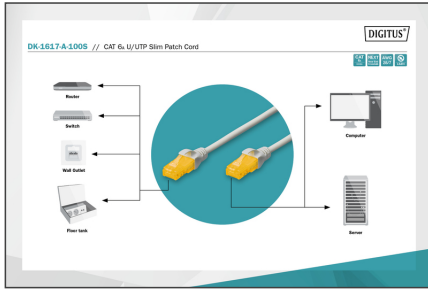 DIGITUS®
DK-1617-A-100S // CAT 6A U/UTP Slim Patch Cord
Router
Switch
Wall Outlet
Floor tank
Computer
Server